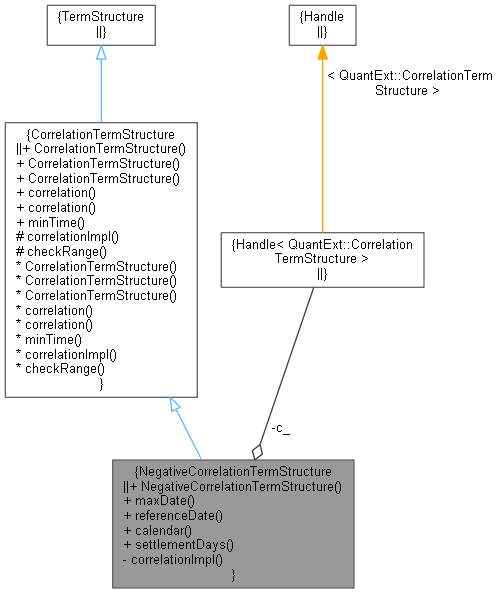 {TermStructure
||}
{Handle
||}
< QuantExt::CorrelationTerm
Structure >
{CorrelationTermStructure
||+ CorrelationTermStructure()
+ CorrelationTermStructure()
+ CorrelationTermStructure()
+ correlation()
+ correlation()
+ minTime()
# correlationImpl()
# checkRange()
* CorrelationTermStructure()
* CorrelationTermStructure()
* CorrelationTermStructure()
* correlation()
* correlation()
* minTime()
* correlationImpl()
* checkRange()
}
{Handle< QuantExt::Correlation
TermStructure >
||}
-c_
{NegativeCorrelationTermStructure
||+ NegativeCorrelationTermStructure()
+ maxDate()
+ referenceDate()
+ calendar()
+ settlementDays()
- correlationImpl()
}